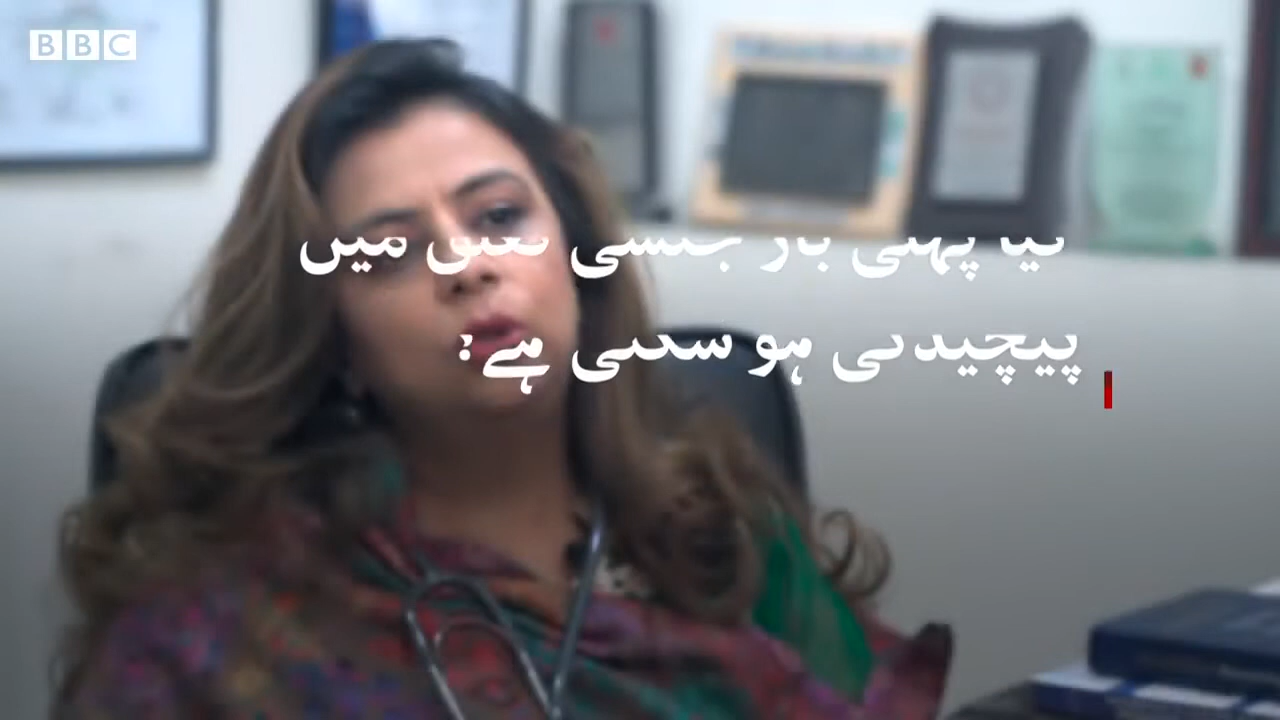 BBC
کیا پہلی بار جنسی تعلق میں
پیچیدگی ہو سکتی ہے؟